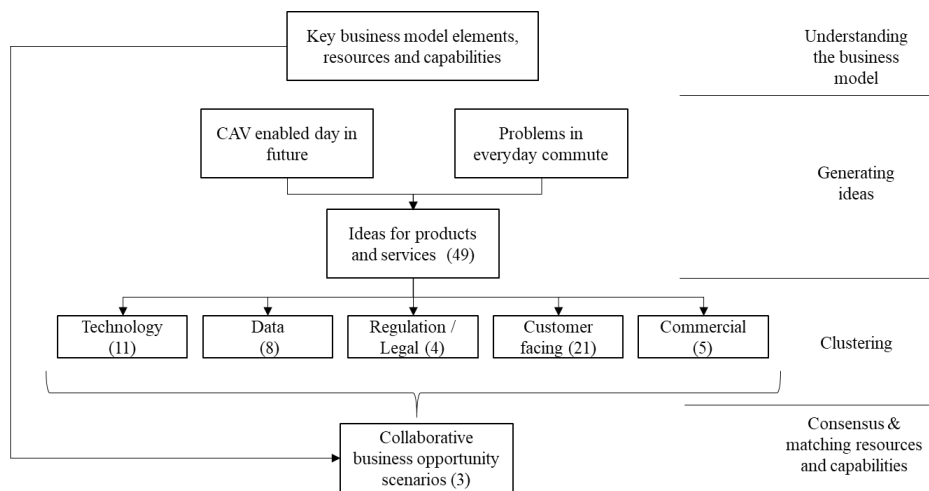 Key business model elements,
resources and capabilities
Understanding
the business
model
CAV enabled day in
future
Problems in
everyday commute
Generating
ideas
Ideas for products
and services (49)
Technology
(11)
Data
(8)
Regulation /
Legal (4)
Customer
facing (21)
Commercial
(5)
Clustering
Collaborative
business opportunity
scenarios (3)
Consensus &
matching resources
and capabilities